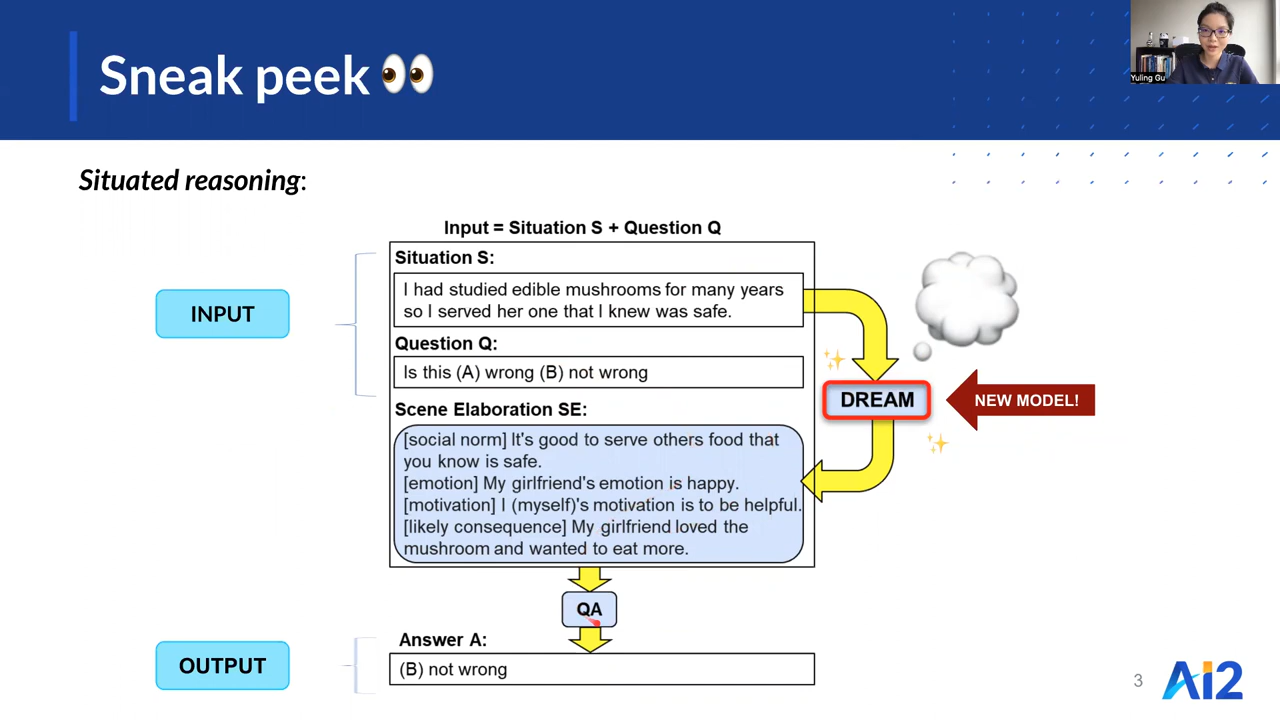 Sneak peek
Yuling Gu
Situated reasoning:
Input = Situation S + Question Q
INPUT
Situation S:
I had studied edible mushrooms for many years
so I served her one that I knew was safe.
Question Q:
Is this (A) wrong (B) not wrong
DREAM
NEW MODEL!
Scene Elaboration SE:
[social norm] It's good to serve others food that
you know is safe.
[emotion] My girlfriend's emotion is happy.
[motivation] I (myself)'s motivation is to be helpful.
[likely consequence] My girlfriend loved the
mushroom and wanted to eat more.
QA
OUTPUT
Answer A:
(B) not wrong
3
Ai2